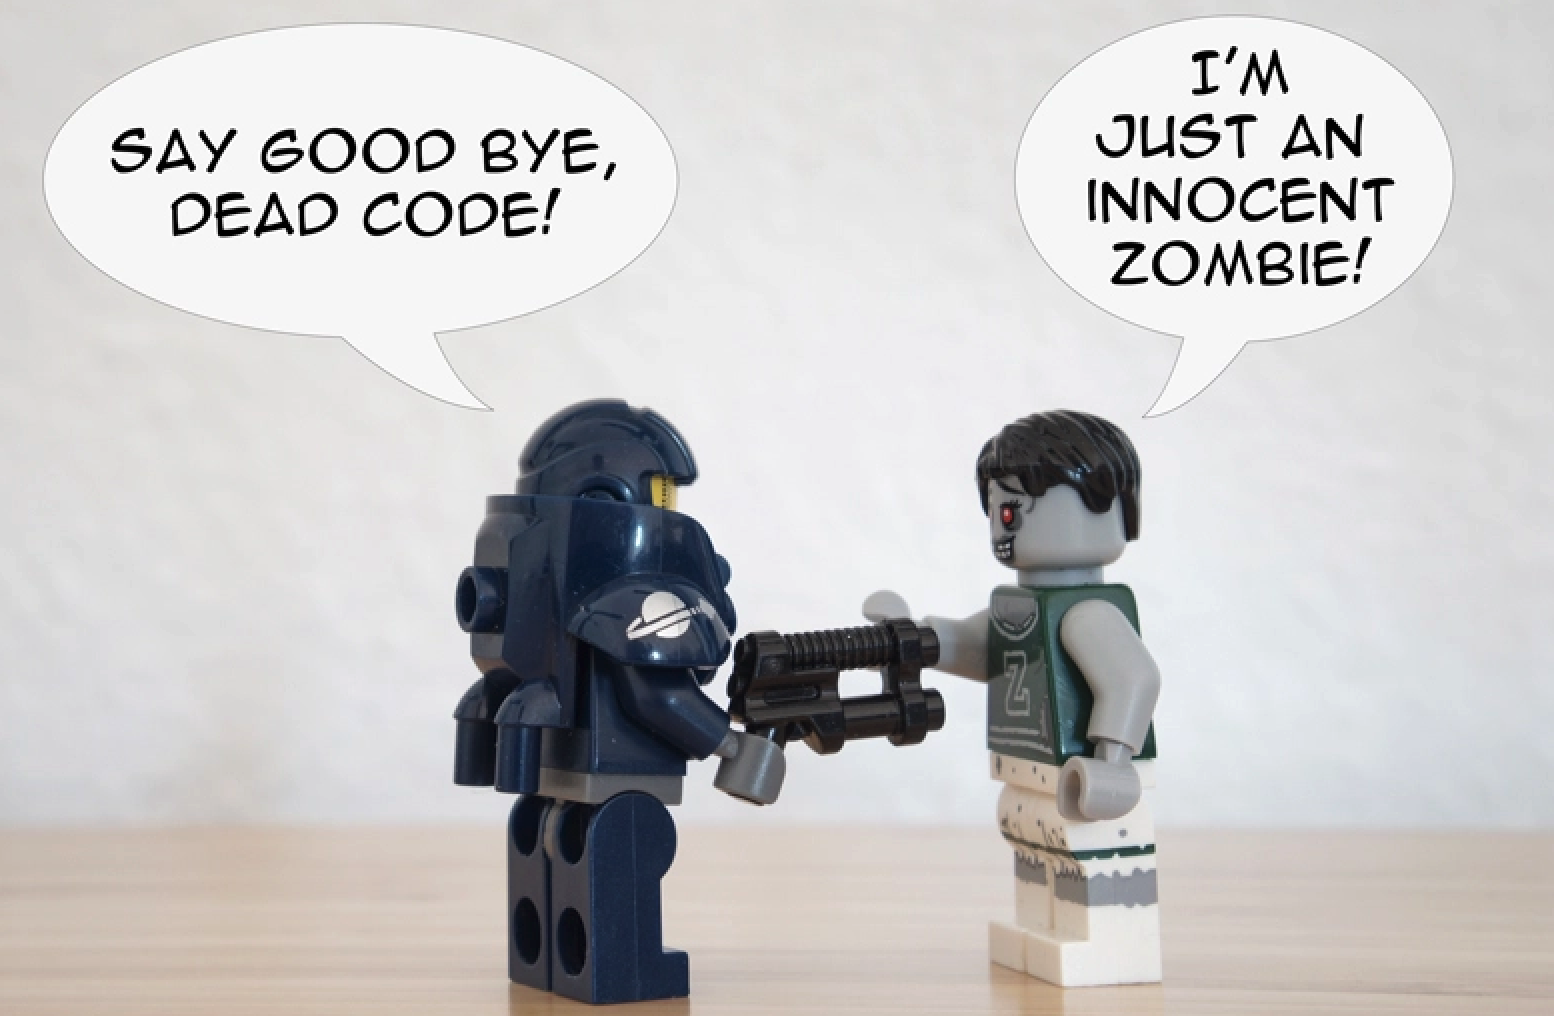 SAY GOOD BYE,
DEAD CODE!
I'M
JUST AN
INNOCENT
ZOMBIE!
Z